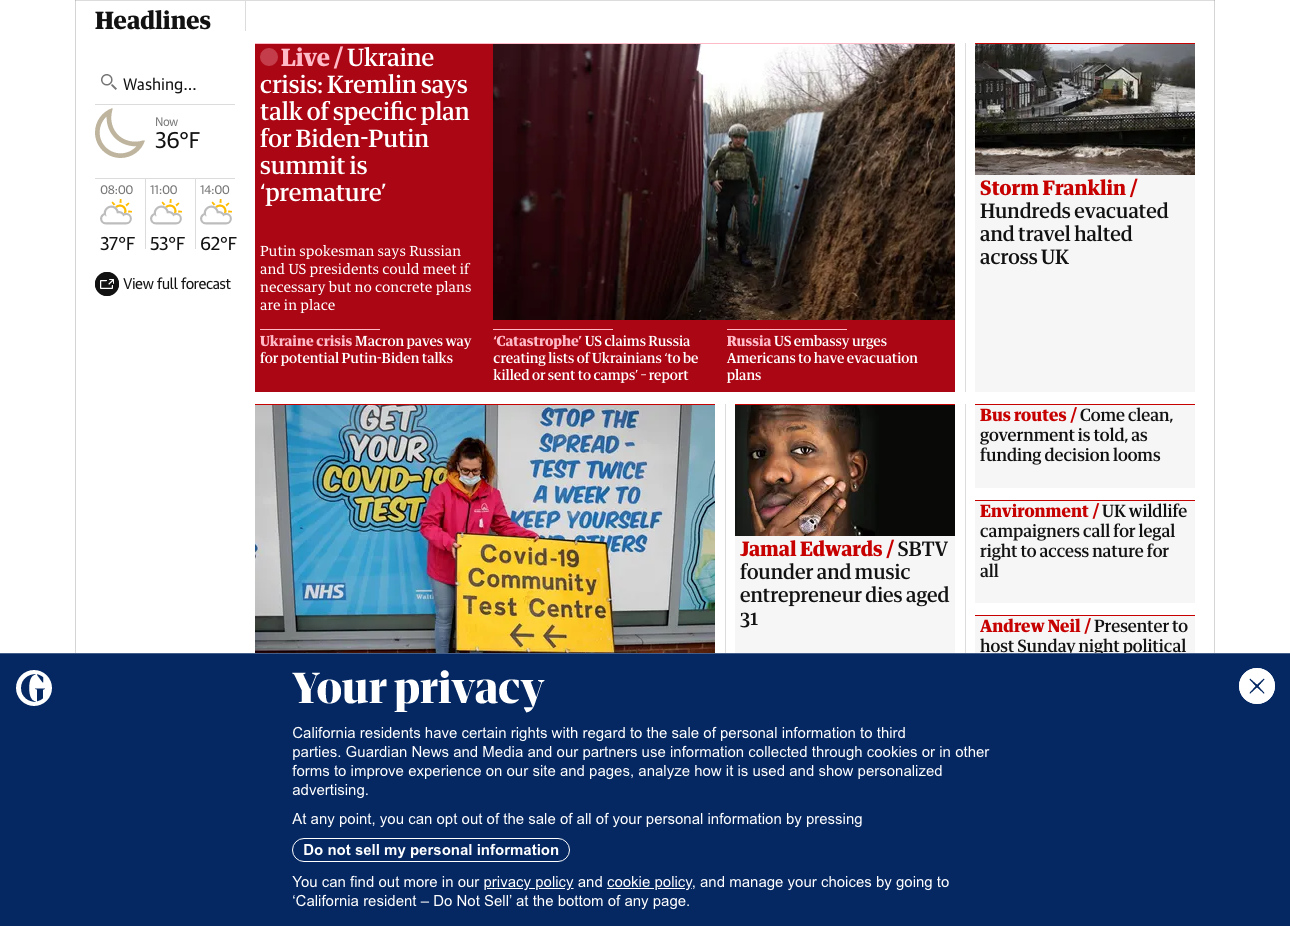 Headlines
Washing...
Now
36°F
08:00
11:00
14:00
37°F
53°F
62°F
View full forecast
Live / Ukraine
crisis: Kremlin says
talk of specific plan
for Biden-Putin
summit is
‘premature’
Putin spokesman says Russian
and US presidents could meet if
necessary but no concrete plans
are in place
Ukraine crisis Macron paves way
for potential Putin-Biden talks
‘Catastrophe’ US claims Russia
creating lists of Ukrainians ‘to be
killed or sent to camps’ – report
Russia US embassy urges
Americans to have evacuation
plans
Storm Franklin /
Hundreds evacuated
and travel halted
across UK
GET
YOUR
COVID-19
TEST
STOP THE
SPREAD -
TEST TWICE
A WEEK TO
KEEP YOURSELF
OTHERS
NHS
Covid-19
Community
Test Centre
Jamal Edwards / SBTV
founder and music
entrepreneur dies aged
31
Bus routes / Come clean,
government is told, as
funding decision looms
Environment / UK wildlife
campaigners call for legal
right to access nature for
all
Andrew Neil / Presenter to
host Sunday night political
Your privacy
California residents have certain rights with regard to the sale of personal information to third
parties. Guardian News and Media and our partners use information collected through cookies or in other
forms to improve experience on our site and pages, analyze how it is used and show personalized
advertising.
At any point, you can opt out of the sale of all of your personal information by pressing
Do not sell my personal information
You can find out more in our privacy policy and cookie policy, and manage your choices by going to
‘California resident – Do Not Sell’ at the bottom of any page.